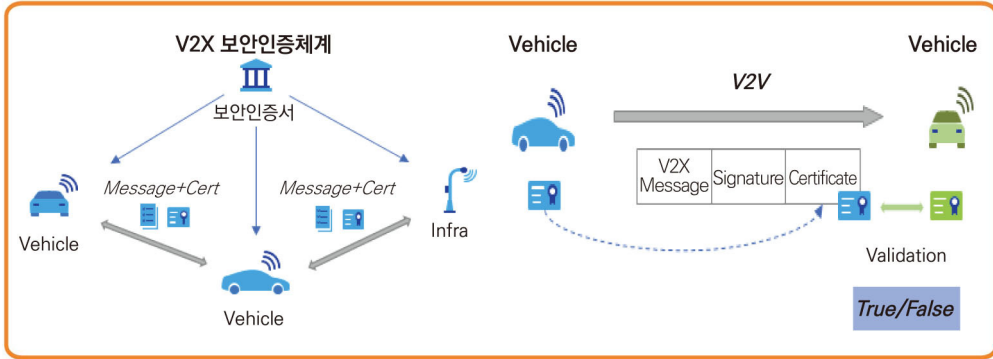 V2X 보안인증체계
보안인증서
Message+Cert
Message+Cert
Vehicle
Infra
Vehicle
Vehicle
Vehicle
V2V
V2X Message
Signature
Certificate
Validation
True/False